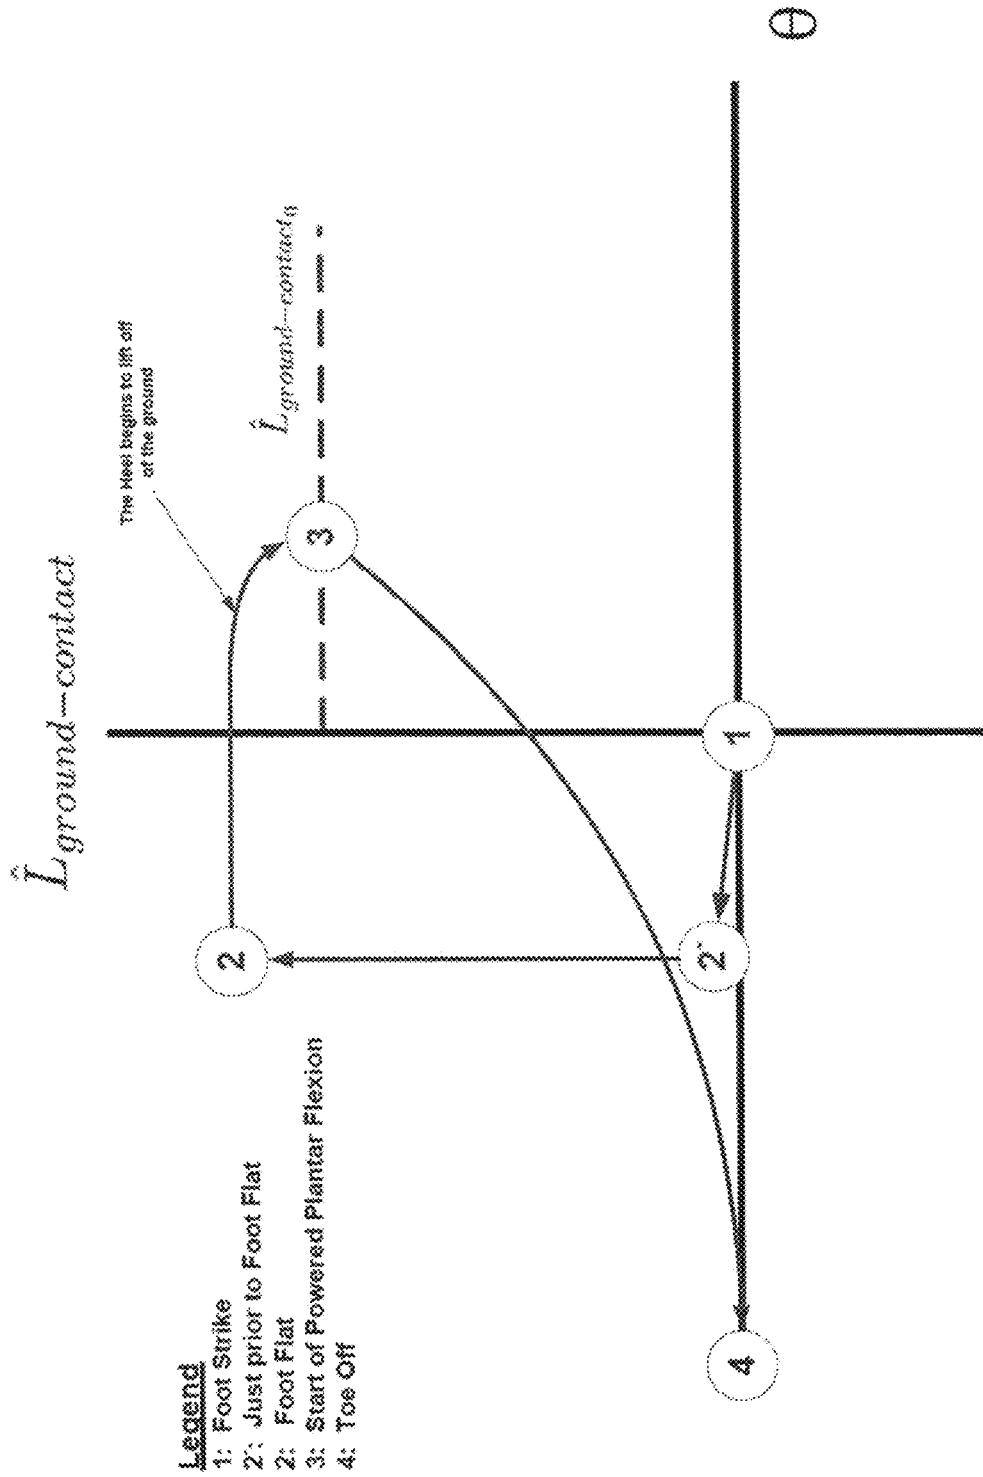 L̂ground−contact
The Heel begins to lift off
of the ground
L̂ground−contact₀
θ
2
3
2⁻
1
4
Legend
1: Foot Strike
2⁻: Just prior to Foot Flat
2: Foot Flat
3: Start of Powered Plantar Flexion
4: Toe Off